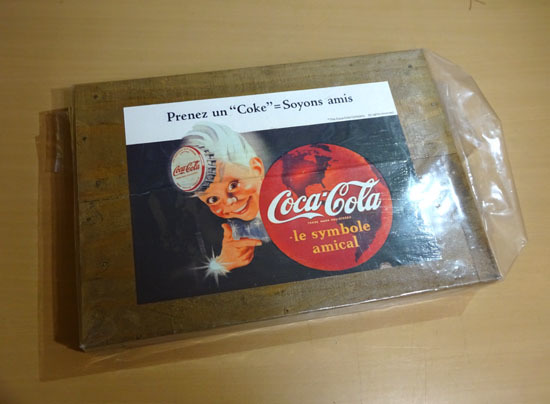 Prenez un “Coke”=Soyons amis
Coca-Cola
Coca-Cola
-le symbole
amical